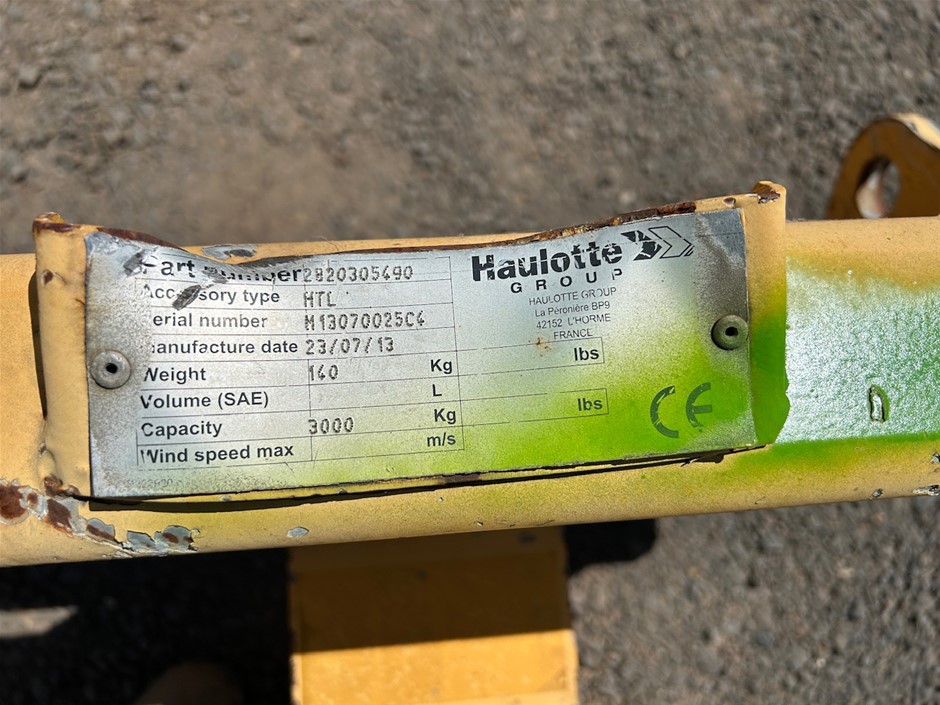 Part number 2820305490
Accessory type HTL
Serial number M13070025C4
Manufacture date 23/07/13
Weight 140 Kg lbs
Volume (SAE) L
Capacity 3000 Kg lbs
Wind speed max m/s
Haulotte
GROUP
HAULOTTE GROUP
La Péronière BP9
42152 L'HORME
FRANCE
CE